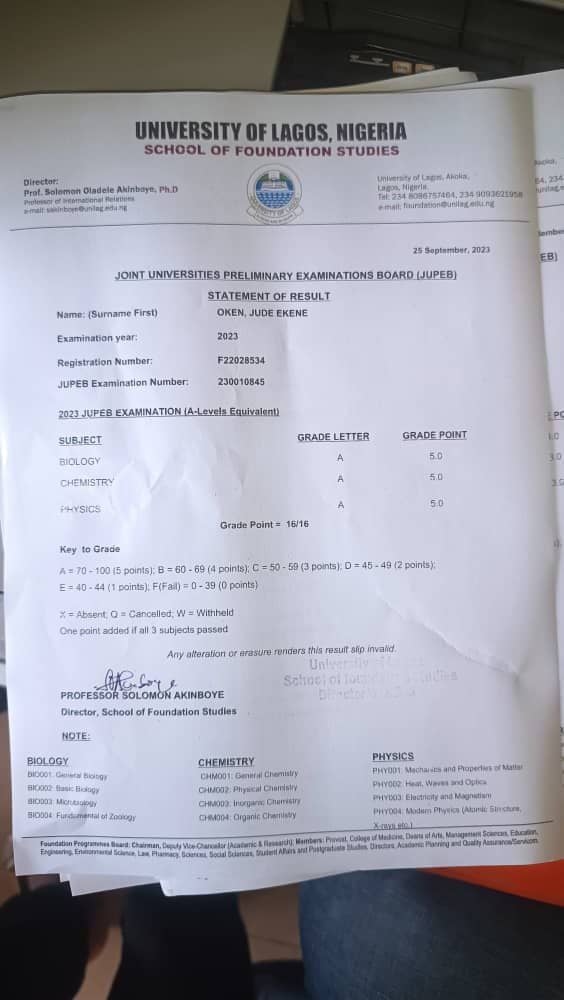 UNIVERSITY OF LAGOS, NIGERIA
SCHOOL OF FOUNDATION STUDIES
Director:
Prof. Solomon Oladele Akinboye, Ph.D
Professor of International Relations
e-mail: sakinboye@unilag.edu.ng
University of Lagos, Akoka,
Lagos, Nigeria.
Tel: 234 8086757464, 234 9093621958
e-mail: foundation@unilag.edu.ng
25 September, 2023
JOINT UNIVERSITIES PRELIMINARY EXAMINATIONS BOARD (JUPEB)
STATEMENT OF RESULT
Name: (Surname First) OKEN, JUDE EKENE
Examination year: 2023
Registration Number: F22028534
JUPEB Examination Number: 230010845
2023 JUPEB EXAMINATION (A-Levels Equivalent)
SUBJECT GRADE LETTER GRADE POINT
BIOLOGY A 5.0
CHEMISTRY A 5.0
PHYSICS A 5.0
Grade Point = 16/16
Key to Grade
A = 70 - 100 (5 points); B = 60 - 69 (4 points); C = 50 - 59 (3 points); D = 45 - 49 (2 points);
E = 40 - 44 (1 points); F(Fail) = 0 - 39 (0 points)
X = Absent; Q = Cancelled; W = Withheld
One point added if all 3 subjects passed
Any alteration or erasure renders this result slip invalid.
University of
School of Studies
PROFESSOR SOLOMON AKINBOYE
Director, School of Foundation Studies
NOTE:
BIOLOGY
BIO001: General Biology
BIO002: Basic Biology
BIO003: Microbiology
BIO004: Fundamental of Zoology
CHEMISTRY
CHM001: General Chemistry
CHM002: Physical Chemistry
CHM003: Inorganic Chemistry
CHM004: Organic Chemistry
PHYSICS
PHY001: Mechanics and Properties of Matter
PHY002: Heat, Waves and Optics
PHY003: Electricity and Magnetism
PHY004: Modern Physics (Atomic Structure,
X-rays etc.)
Foundation Programmes Board: Chairman, Deputy Vice-Chancellor (Academic & Research); Members: Provost, College of Medicine, Deans of Arts, Management Sciences, Education,
Engineering, Environmental Science, Law, Pharmacy, Sciences, Social Sciences, Student Affairs and Postgraduate Studies, Directors, Academic Planning and Quality Assurance/Servicom.